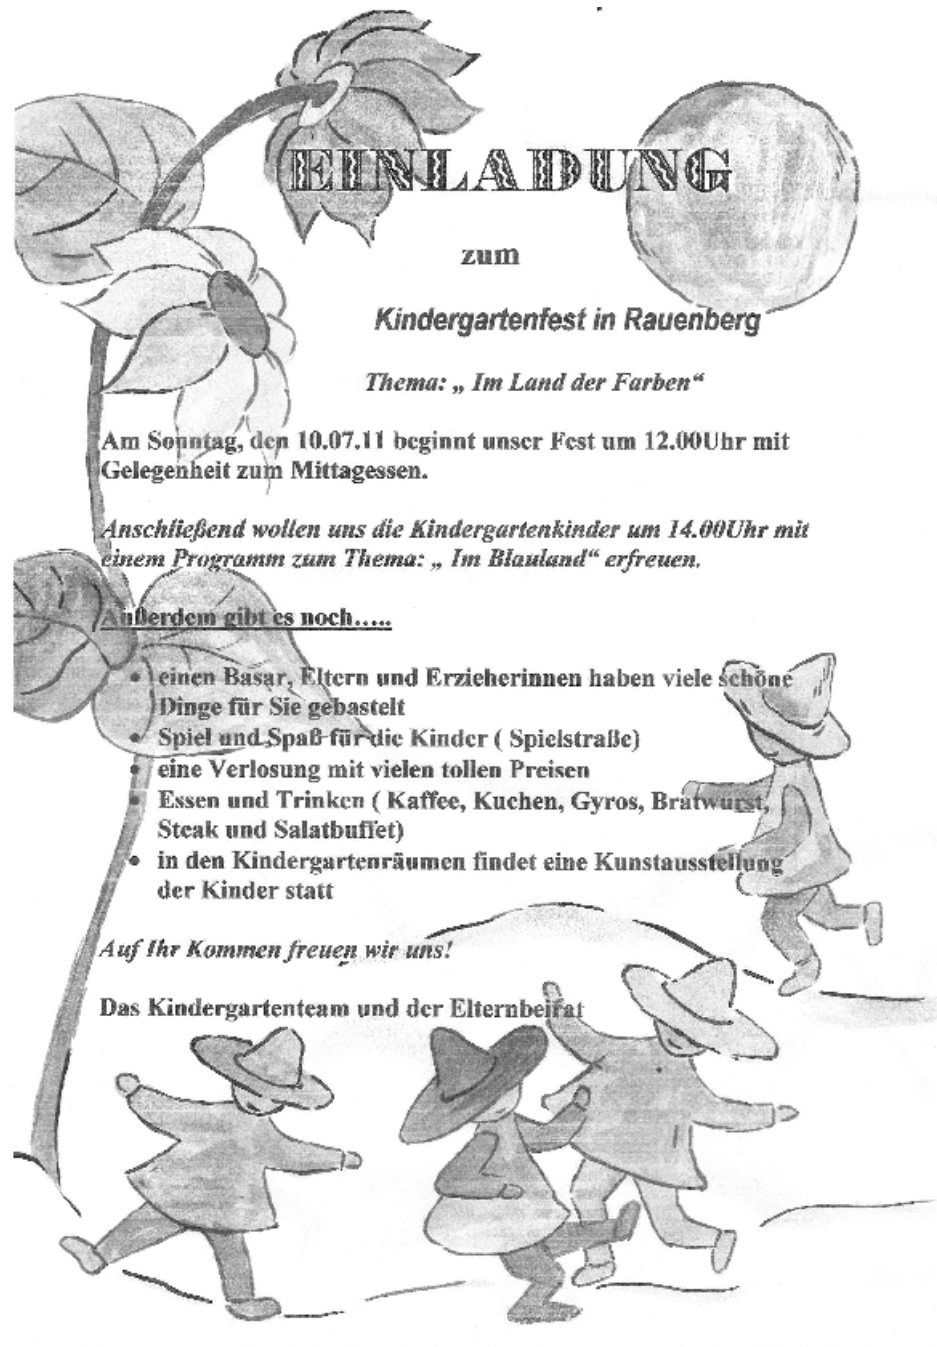 EINLADUNG
zum
Kindergartenfest in Rauenberg
Thema: „ Im Land der Farben“
Am Sonntag, den 10.07.11 beginnt unser Fest um 12.00Uhr mit
Gelegenheit zum Mittagessen.
Anschließend wollen uns die Kindergartenkinder um 14.00Uhr mit
einem Programm zum Thema: „ Im Blauland“ erfreuen.
Außerdem gibt es noch…..
• einen Basar, Eltern und Erzieherinnen haben viele schöne
Dinge für Sie gebastelt
• Spiel und Spaß für die Kinder ( Spielstraße)
• eine Verlosung mit vielen tollen Preisen
• Essen und Trinken ( Kaffee, Kuchen, Gyros, Bratwurst,
Steak und Salatbuffet)
• in den Kindergartenräumen findet eine Kunstausstellung
der Kinder statt
Auf Ihr Kommen freuen wir uns!
Das Kindergartenteam und der Elternbeirat